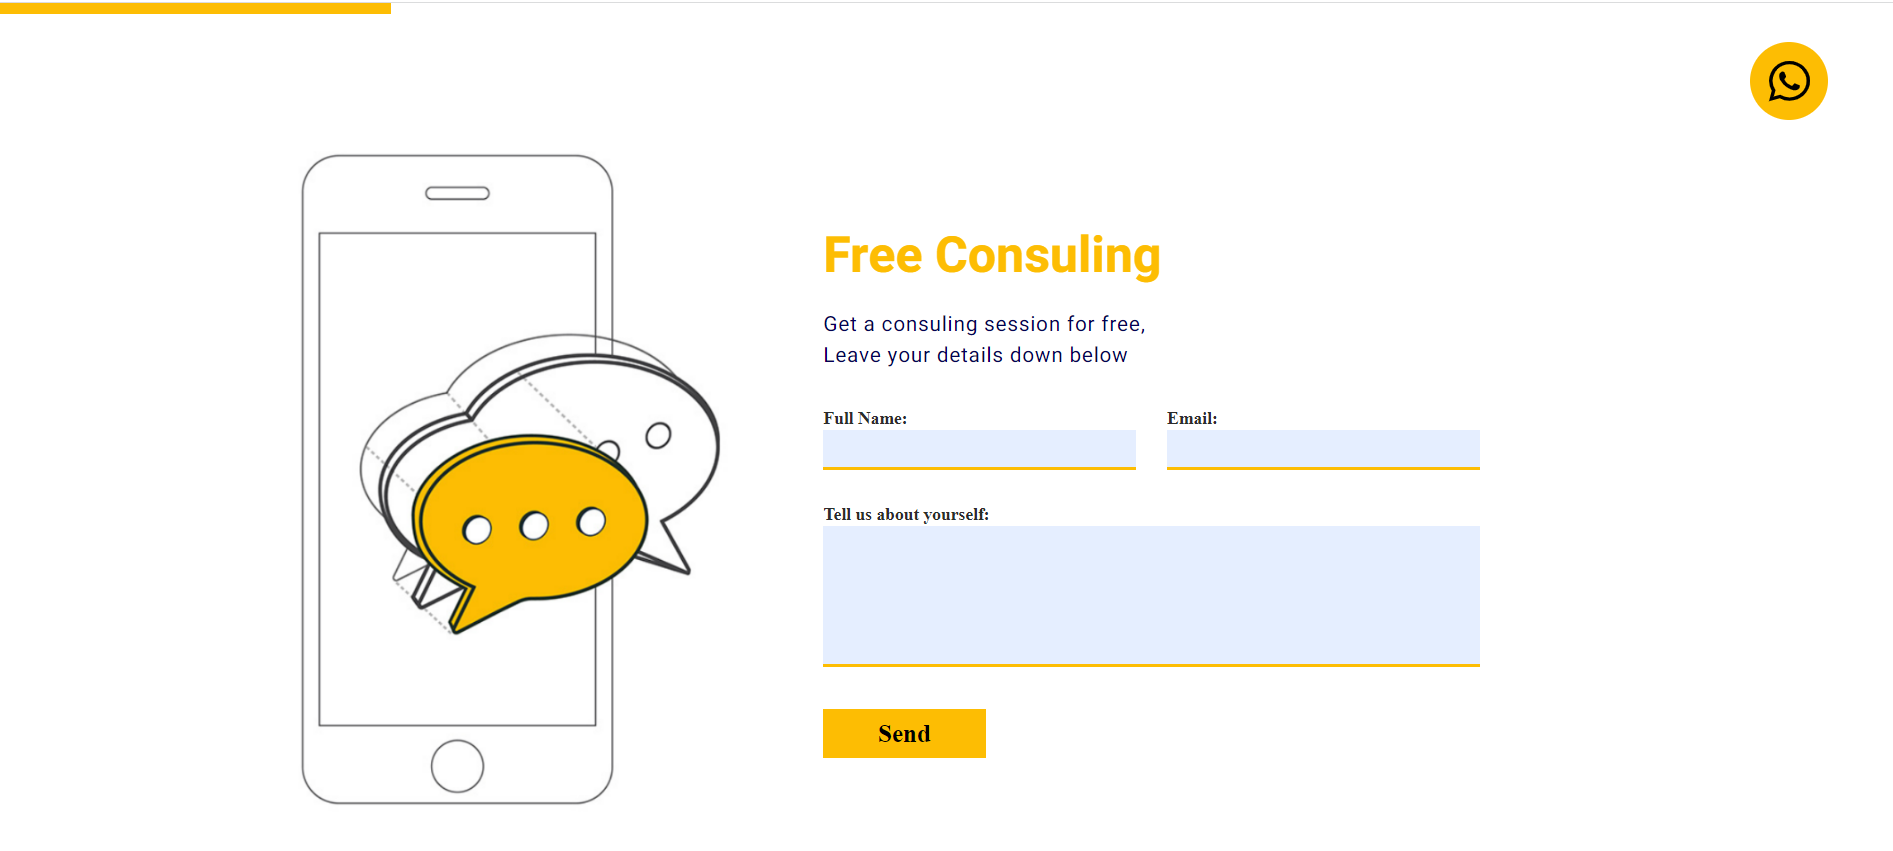 Free Consuling
Get a consuling session for free,
Leave your details down below
Full Name:
Email:
Tell us about yourself:
Send